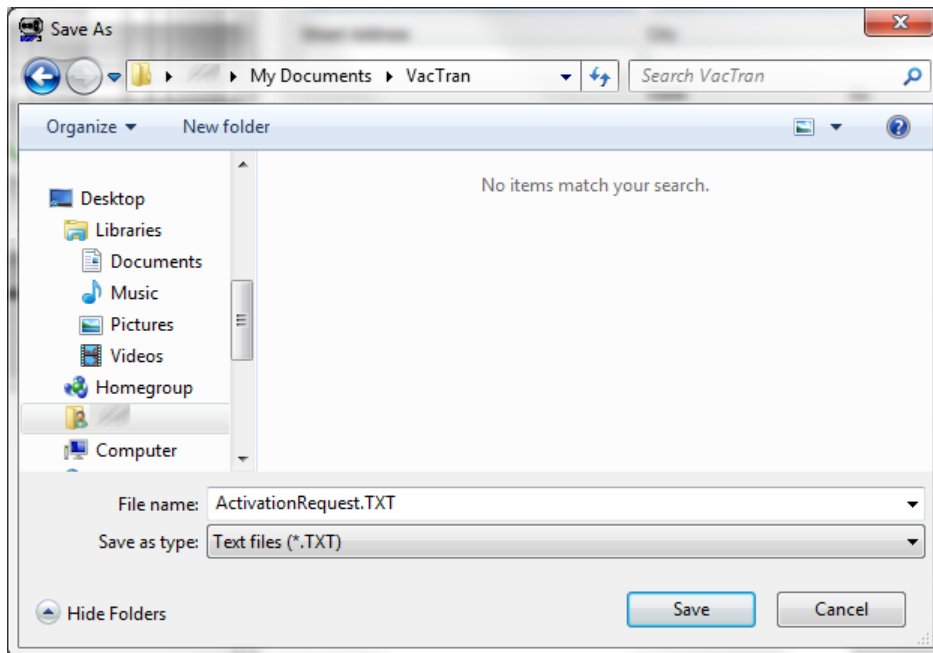 Save As
My Documents VacTran
Search VacTran
Organize New folder
No items match your search.
Desktop
Libraries
Documents
Music
Pictures
Videos
Homegroup
Computer
File name: ActivationRequest.TXT
Save as type: Text files (*.TXT)
Hide Folders
Save Cancel